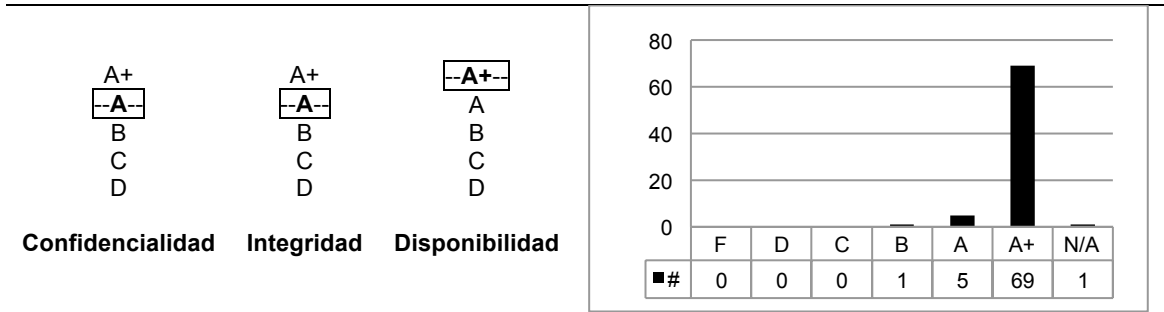 A+ A+ --A+--
--A-- --A-- A
B B B
C C C
D D D
Confidencialidad Integridad Disponibilidad
80
60
40
20
0
F D C B A A+ N/A
# 0 0 0 1 5 69 1